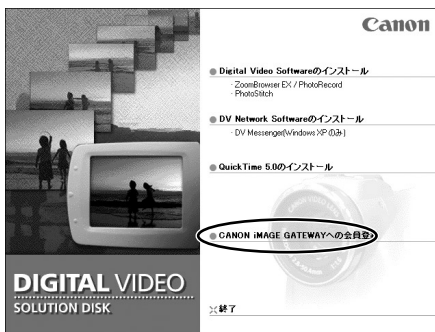 Canon
Digital Video Softwareのインストール
· ZoomBrowser EX / PhotoRecord
· PhotoStitch
DV Network Softwareのインストール
· DV Messenger(Windows XPのみ)
QuickTime 5.0のインストール
CANON iMAGE GATEWAYへの会員登
DIGITAL VIDEO
SOLUTION DISK
終了